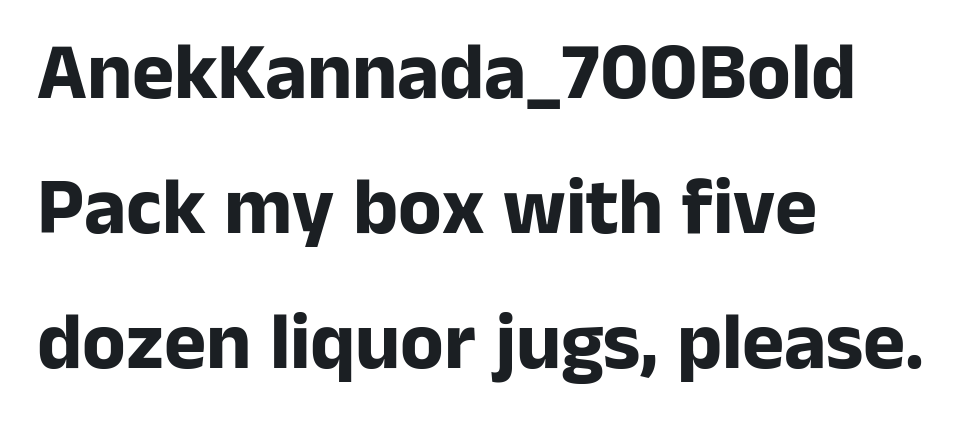 AnekKannada_700Bold
Pack my box with five
dozen liquor jugs, please.